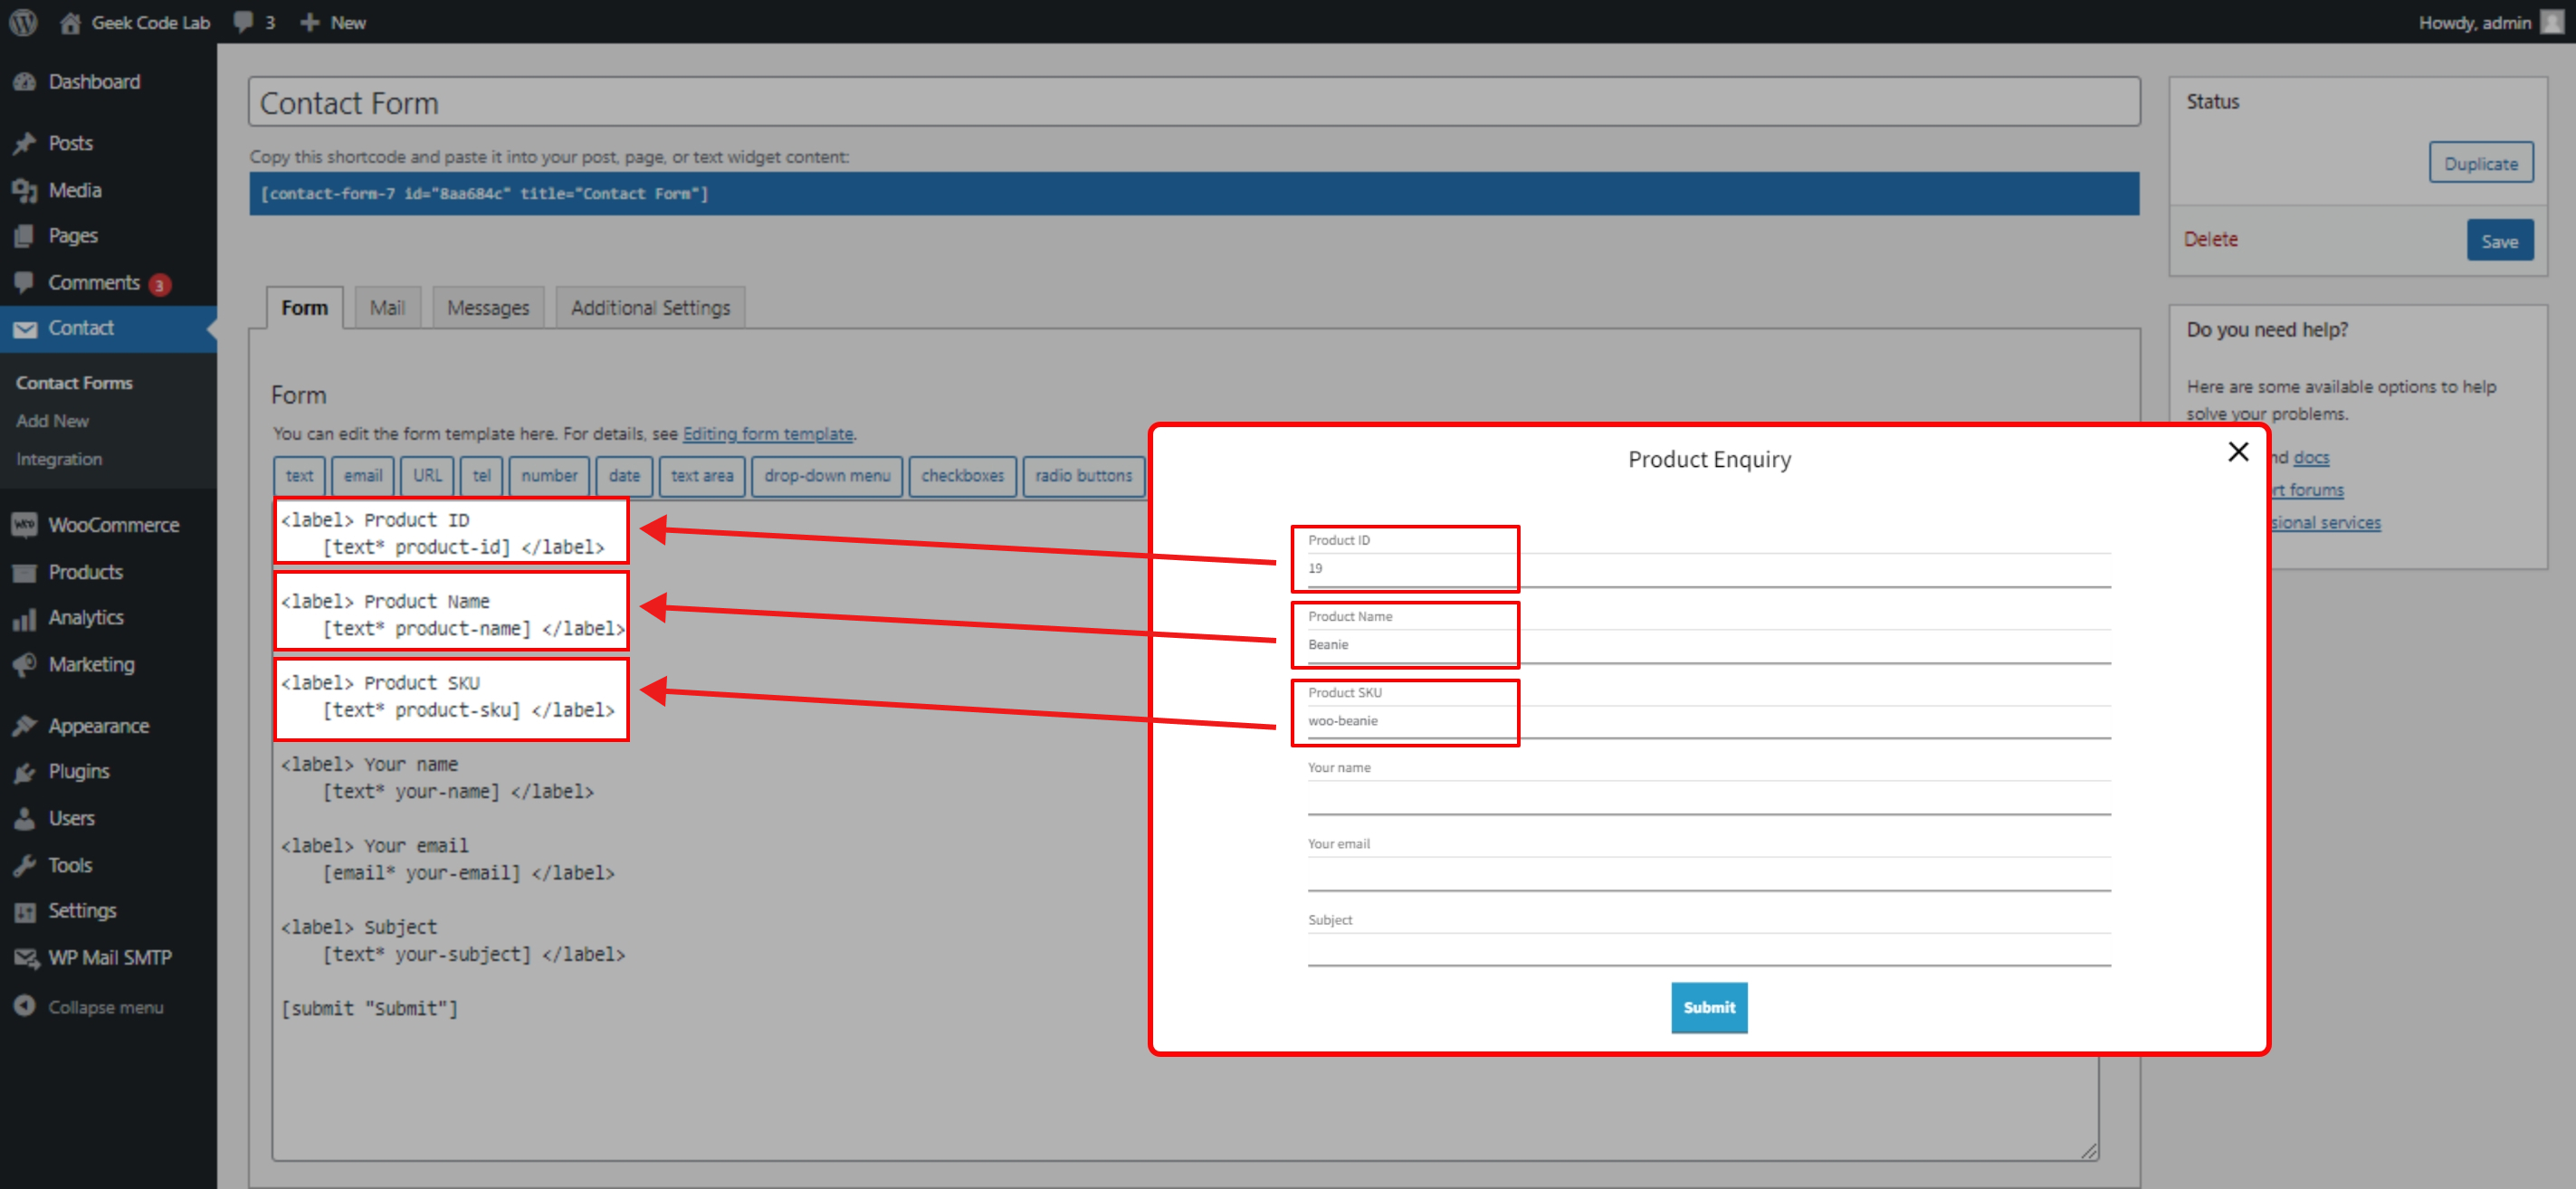 Geek Code Lab 3 New
Howdy, admin
Dashboard
Posts
Media
Pages
Comments 3
Contact
Contact Forms
Add New
Integration
WooCommerce
Products
Analytics
Marketing
Appearance
Plugins
Users
Tools
Settings
WP Mail SMTP
Collapse menu
Contact Form
Copy this shortcode and paste it into your post, page, or text widget content:
[contact-form-7 id="8aa684c" title="Contact Form"]
Form Mail Messages Additional Settings
Form
You can edit the form template here. For details, see Editing form template.
text email URL tel number date text area drop-down menu checkboxes radio buttons
<label> Product ID
[text* product-id] </label>
<label> Product Name
[text* product-name] </label>
<label> Product SKU
[text* product-sku] </label>
<label> Your name
[text* your-name] </label>
<label> Your email
[email* your-email] </label>
<label> Subject
[text* your-subject] </label>
[submit "Submit"]
Product Enquiry
Product ID
19
Product Name
Beanie
Product SKU
woo-beanie
Your name
Your email
Subject
Submit
Status
Duplicate
Delete
Save
Do you need help?
Here are some available options to help
solve your problems.
docs
forums
services